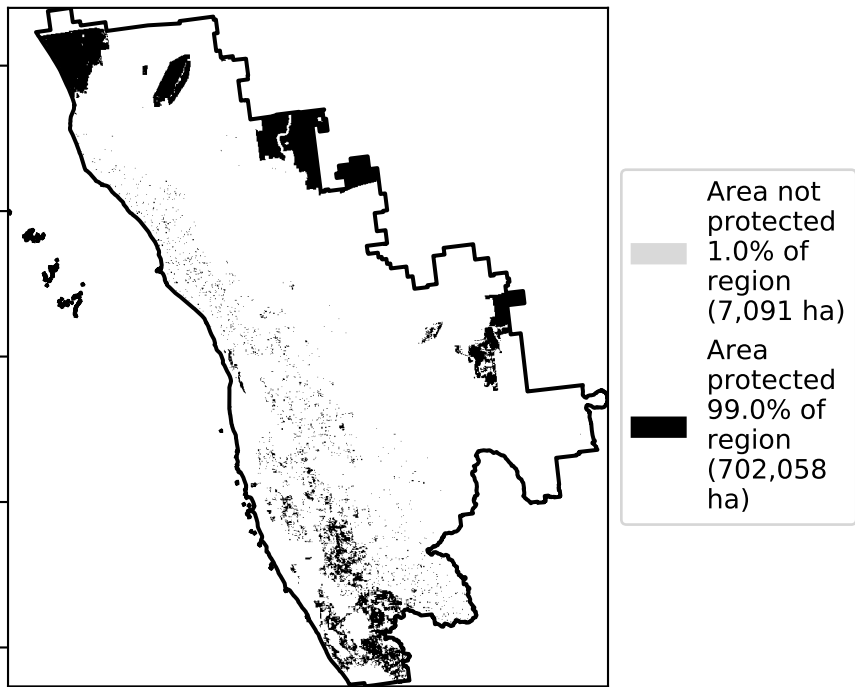 Area not
protected
1.0% of
region
(7,091 ha)
Area
protected
99.0% of
region
(702,058
ha)